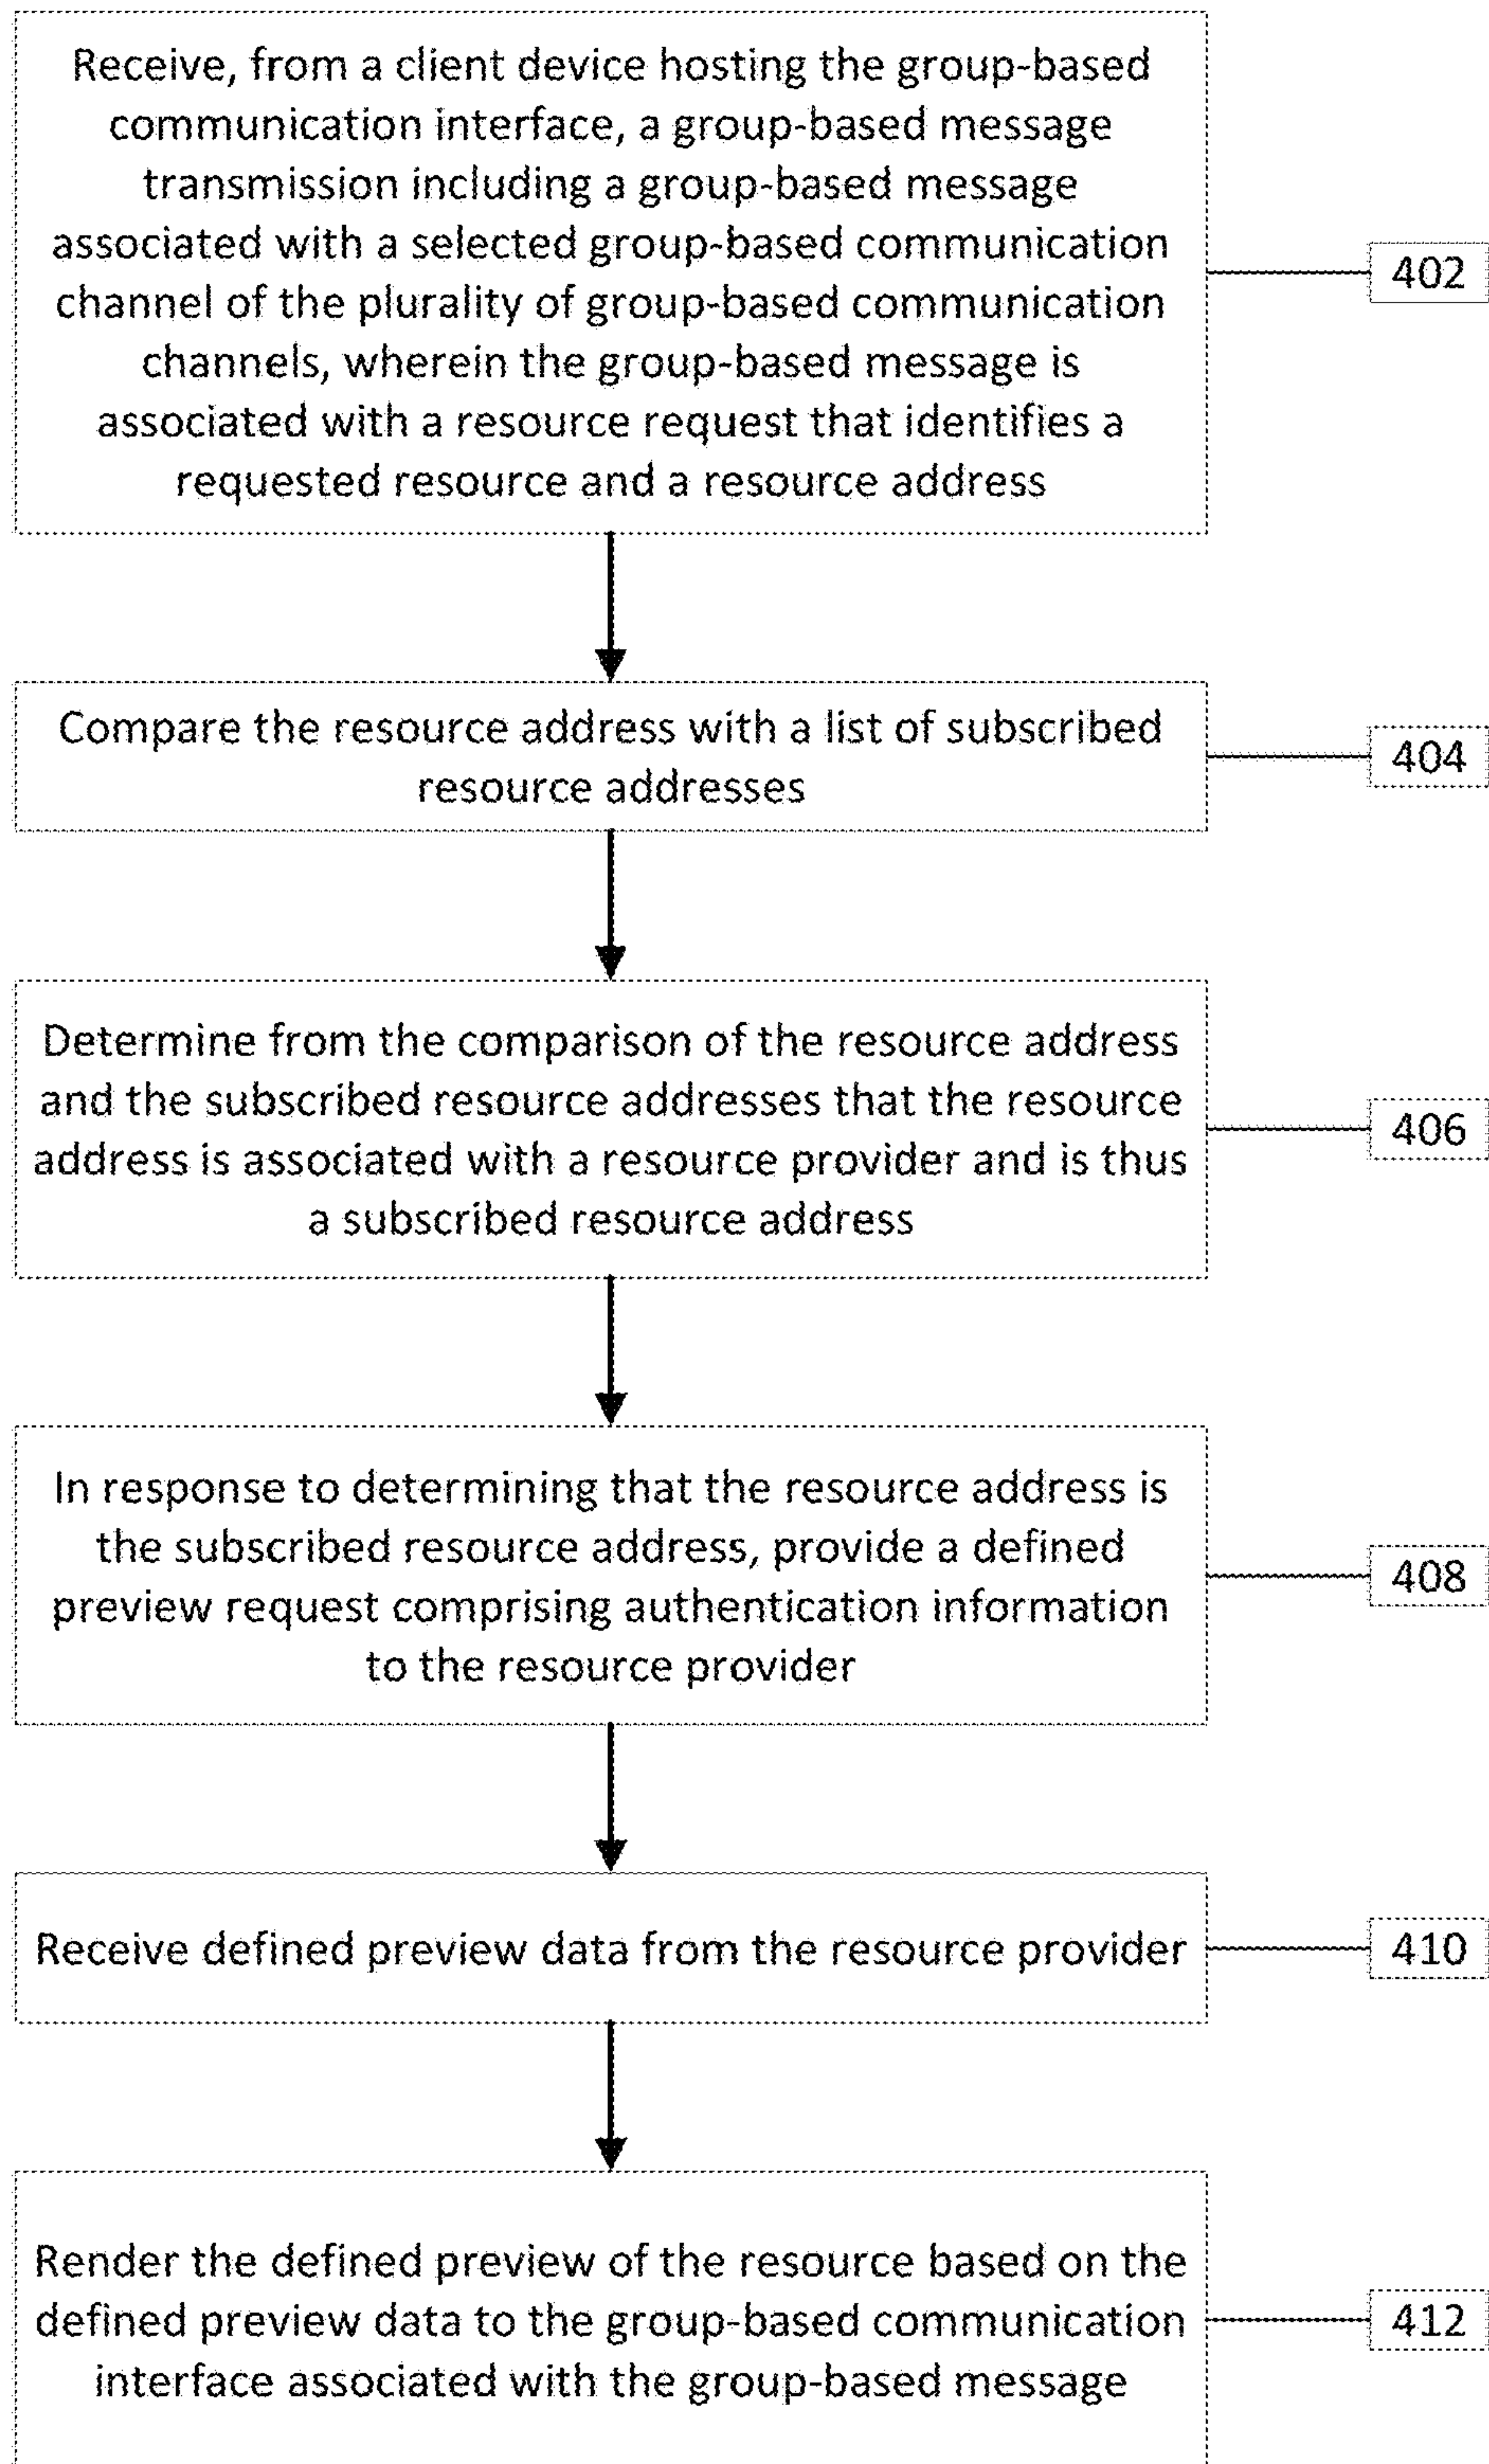 Receive, from a client device hosting the group-based
communication interface, a group-based message
transmission including a group-based message
associated with a selected group-based communication
channel of the plurality of group-based communication
channels, wherein the group-based message is
associated with a resource request that identifies a
requested resource and a resource address
402
Compare the resource address with a list of subscribed
resource addresses
404
Determine from the comparison of the resource address
and the subscribed resource addresses that the resource
address is associated with a resource provider and is thus
a subscribed resource address
406
In response to determining that the resource address is
the subscribed resource address, provide a defined
preview request comprising authentication information
to the resource provider
408
Receive defined preview data from the resource provider
410
Render the defined preview of the resource based on the
defined preview data to the group-based communication
interface associated with the group-based message
412